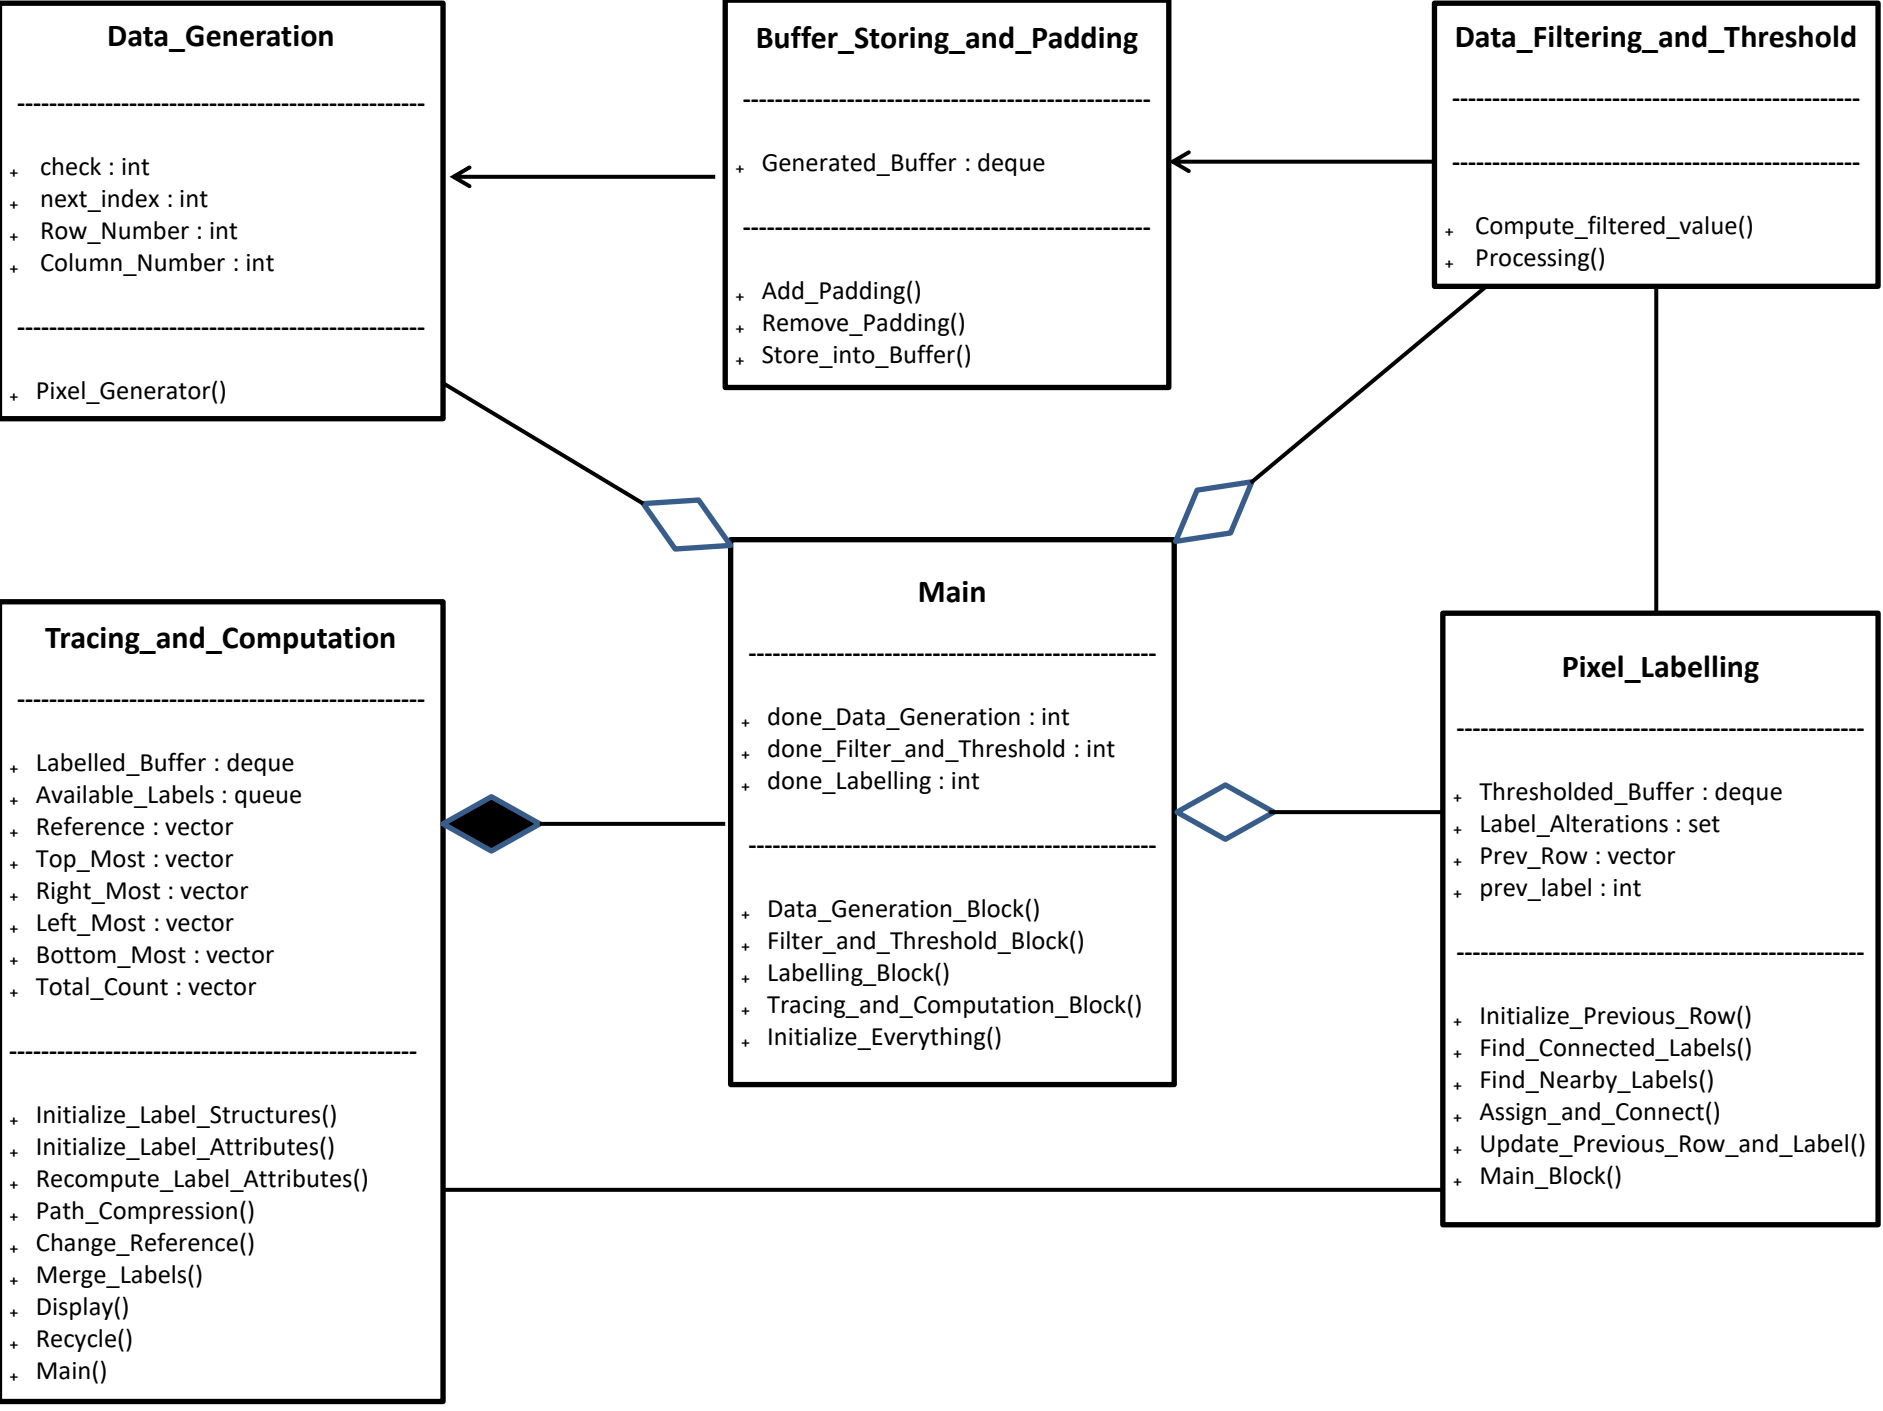 Data_Generation
+ check : int
+ next_index : int
+ Row_Number : int
+ Column_Number : int
+ Pixel_Generator()
Buffer_Storing_and_Padding
+ Generated_Buffer : deque
+ Add_Padding()
+ Remove_Padding()
+ Store_into_Buffer()
Data_Filtering_and_Threshold
+ Compute_filtered_value()
+ Processing()
Tracing_and_Computation
+ Labelled_Buffer : deque
+ Available_Labels : queue
+ Reference : vector
+ Top_Most : vector
+ Right_Most : vector
+ Left_Most : vector
+ Bottom_Most : vector
+ Total_Count : vector
+ Initialize_Label_Structures()
+ Initialize_Label_Attributes()
+ Recompute_Label_Attributes()
+ Path_Compression()
+ Change_Reference()
+ Merge_Labels()
+ Display()
+ Recycle()
+ Main()
Main
+ done_Data_Generation : int
+ done_Filter_and_Threshold : int
+ done_Labelling : int
+ Data_Generation_Block()
+ Filter_and_Threshold_Block()
+ Labelling_Block()
+ Tracing_and_Computation_Block()
+ Initialize_Everything()
Pixel_Labelling
+ Thresholded_Buffer : deque
+ Label_Alterations : set
+ Prev_Row : vector
+ prev_label : int
+ Initialize_Previous_Row()
+ Find_Connected_Labels()
+ Find_Nearby_Labels()
+ Assign_and_Connect()
+ Update_Previous_Row_and_Label()
+ Main_Block()